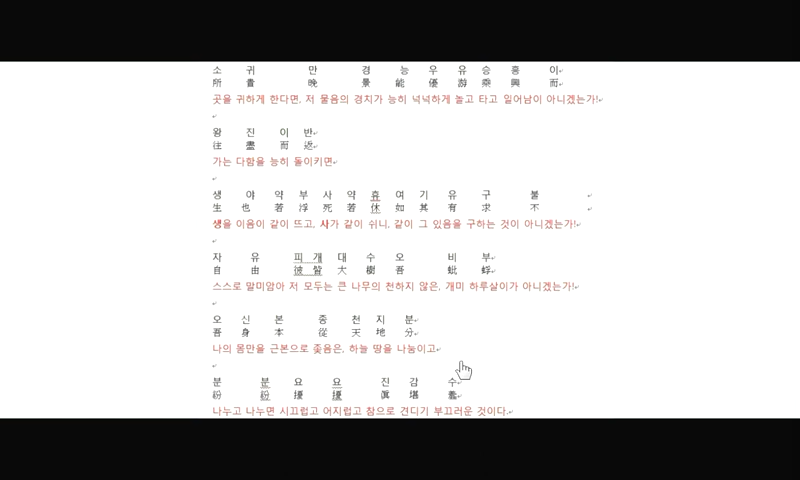 소 귀 만 경 능 우 유 승 흥 이
所 貴 晚 景 能 優 游 乘 興 而
곳을 귀하게 한다면, 저 물음의 경치가 능히 넉넉하게 놀고 타고 일어남이 아니겠는가!
왕 진 이 반
往 盡 而 返
가는 다함을 능히 돌이키면
생 야 약 부 사 약 휴 여 기 유 구 불
生 也 若 浮 死 若 休 如 其 有 求 不
생을 이음이 같이 뜨고, 사가 같이 쉬니, 같이 그 있음을 구하는 것이 아니겠는가!
자 유 피 개 대 수 오 비 부
自 由 彼 皆 大 樹 吾 蚍 蜉
스스로 말미암아 저 모두는 큰 나무의 천하지 않은, 개미 하루살이가 아니겠는가!
오 신 본 종 천 지 분
吾 身 本 從 天 地 分
나의 몸만을 근본으로 좇음은, 하늘 땅을 나눔이고
분 분 요 요 진 감 수
紛 紛 擾 擾 眞 堪 羞
나누고 나누면 시끄럽고 어지럽고 참으로 견디기 부끄러운 것이다.